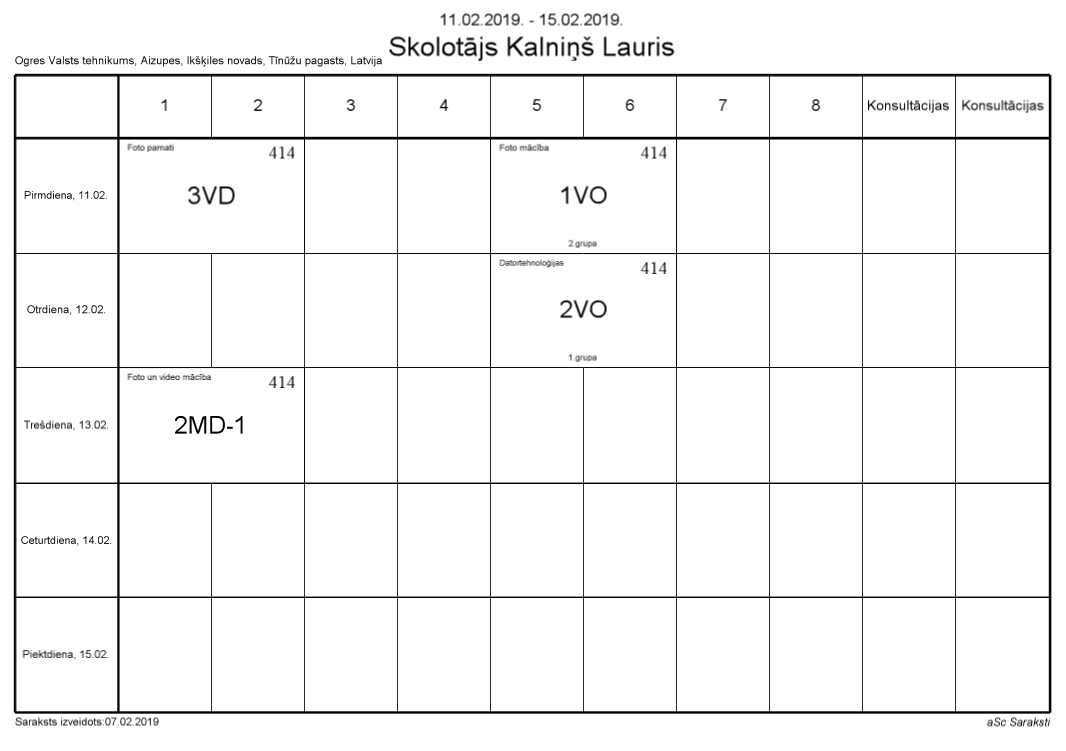 11.02.2019. - 15.02.2019.
Skolotājs Kalniņš Lauris
Ogres Valsts tehnikums, Aizupes, Ikšķiles novads, Tīnūžu pagasts, Latvija
1 2 3 4 5 6 7 8 Konsultācijas Konsultācijas
Foto pamati 414 Foto mācība 414
Pirmdiena, 11.02. 3VD 1VO
2.grupa
Datortehnoloģijas 414
Otrdiena, 12.02. 2VO
1.grupa
Foto un video mācība 414
Trešdiena, 13.02. 2MD-1
Ceturtdiena, 14.02.
Piektdiena, 15.02.
Saraksts izveidots:07.02.2019 aSc Saraksti